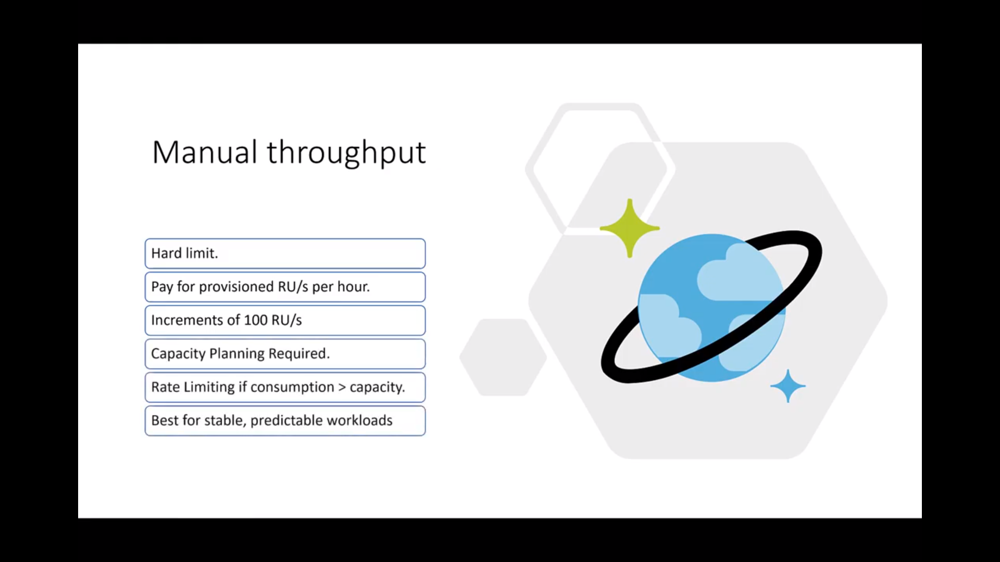 Manual throughput
Hard limit.
Pay for provisioned RU/s per hour.
Increments of 100 RU/s
Capacity Planning Required.
Rate Limiting if consumption > capacity.
Best for stable, predictable workloads